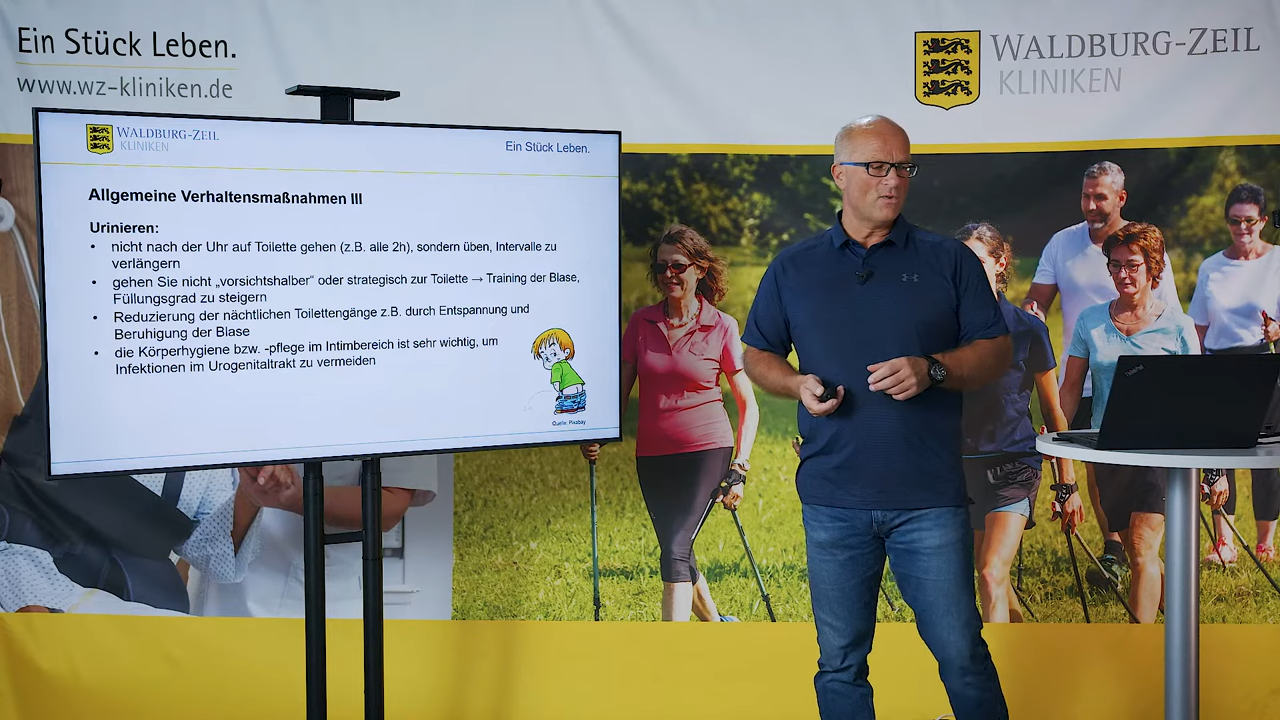 Ein Stück Leben.
www.wz-kliniken.de
WALDBURG-ZEIL
KLINIKEN
WALDBURG-ZEIL
KLINIKEN
Ein Stück Leben.
Allgemeine Verhaltensmaßnahmen III
Urinieren:
• nicht nach der Uhr auf Toilette gehen (z.B. alle 2h), sondern üben, Intervalle zu
verlängern
• gehen Sie nicht „vorsichtshalber“ oder strategisch zur Toilette → Training der Blase,
Füllungsgrad zu steigern
• Reduzierung der nächtlichen Toilettengänge z.B. durch Entspannung und
Beruhigung der Blase
• die Körperhygiene bzw. -pflege im Intimbereich ist sehr wichtig, um
Infektionen im Urogenitaltrakt zu vermeiden
Quelle: Pixabay
ThinkPad